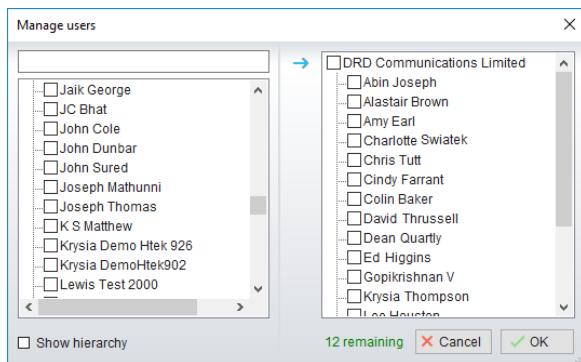 Manage users
Jaik George
JC Bhat
John Cole
John Dunbar
John Sured
Joseph Mathunni
Joseph Thomas
K S Matthew
Krysia Demo Htek 926
Krysia DemoHtek902
Lewis Test 2000
Show hierarchy
DRD Communications Limited
Abin Joseph
Alastair Brown
Amy Earl
Charlotte Swiatek
Chris Tutt
Cindy Farrant
Colin Baker
David Thrussell
Dean Quartly
Ed Higgins
Gopikrishnan V
Krysia Thompson
Lee Houston
12 remaining
Cancel
OK